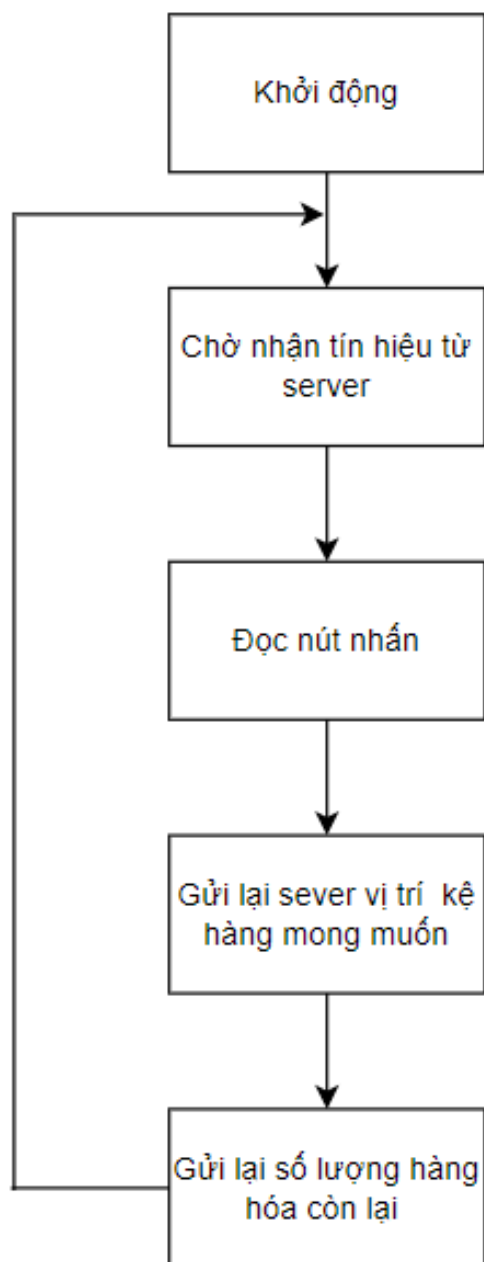 Khởi động
Chờ nhận tín hiệu từ
server
Đọc nút nhấn
Gửi lại sever vị trí kệ
hàng mong muốn
Gửi lại số lượng hàng
hóa còn lại